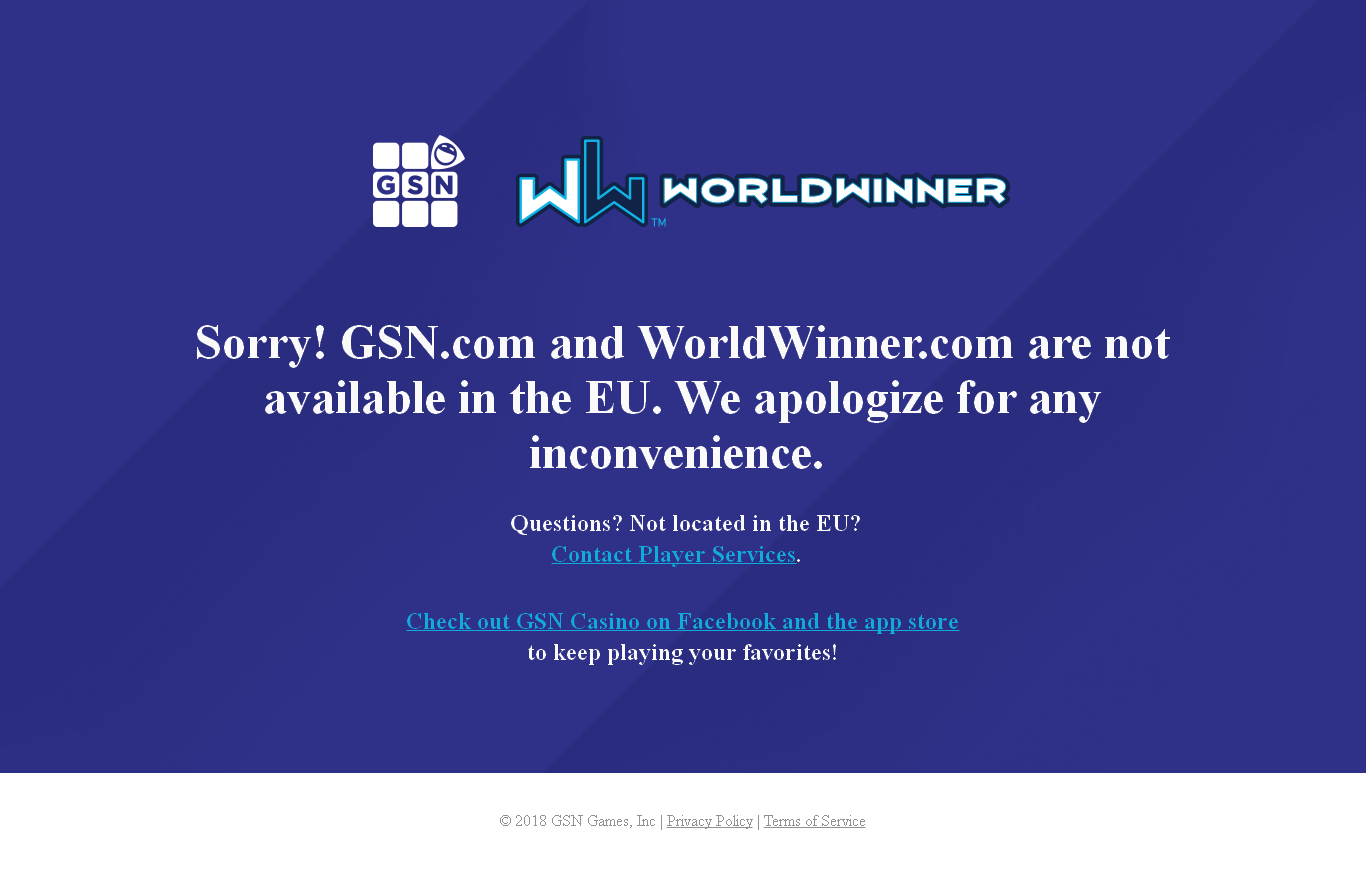 GSN
WORLDWINNER
TM
Sorry! GSN.com and WorldWinner.com are not
available in the EU. We apologize for any
inconvenience.
Questions? Not located in the EU?
Contact Player Services.
Check out GSN Casino on Facebook and the app store
to keep playing your favorites!
© 2018 GSN Games, Inc | Privacy Policy | Terms of Service